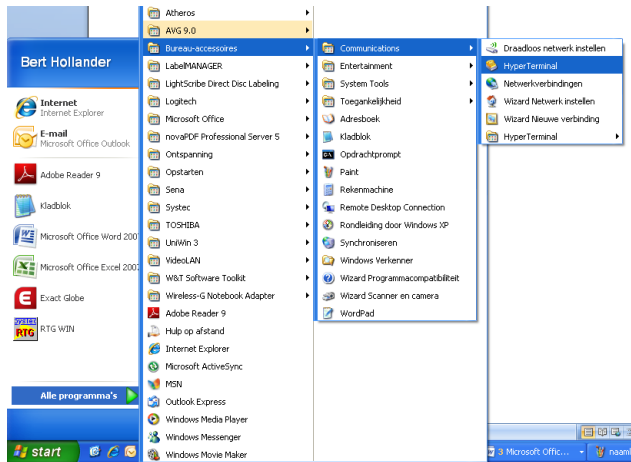 Bert Hollander
Internet
Internet Explorer
E-mail
Microsoft Office Outlook
Adobe Reader 9
Kladblok
Microsoft Office Word 200
Microsoft Office Excel 2007
Exact Globe
RTG
RTG WIN
Alle programma's
start
Atheros
AVG 9.0
Bureau-accessoires
LabelMANAGER
LightScribe Direct Disc Labeling
Logitech
Microsoft Office
novaPDF Professional Server 5
Ontspanning
Opstarten
Sena
Systec
TOSHIBA
UniWin 3
VideoLAN
W&T Software Toolkit
Wireless-G Notebook Adapter
Adobe Reader 9
Hulp op afstand
Internet Explorer
Microsoft ActiveSync
MSN
Outlook Express
Windows Media Player
Windows Messenger
Windows Movie Maker
Communications
Entertainment
System Tools
Toegankelijkheid
Adresboek
Kladblok
Opdrachtprompt
Paint
Rekenmachine
Remote Desktop Connection
Rondleiding door Windows XP
Synchroniseren
Windows Verkenner
Wizard Programmacompatibiliteit
Wizard Scanner en camera
WordPad
Draadloos netwerk instellen
HyperTerminal
Netwerkverbindingen
Wizard Netwerk instellen
Wizard Nieuwe verbinding
HyperTerminal
3 Microsoft Offic...
naaml